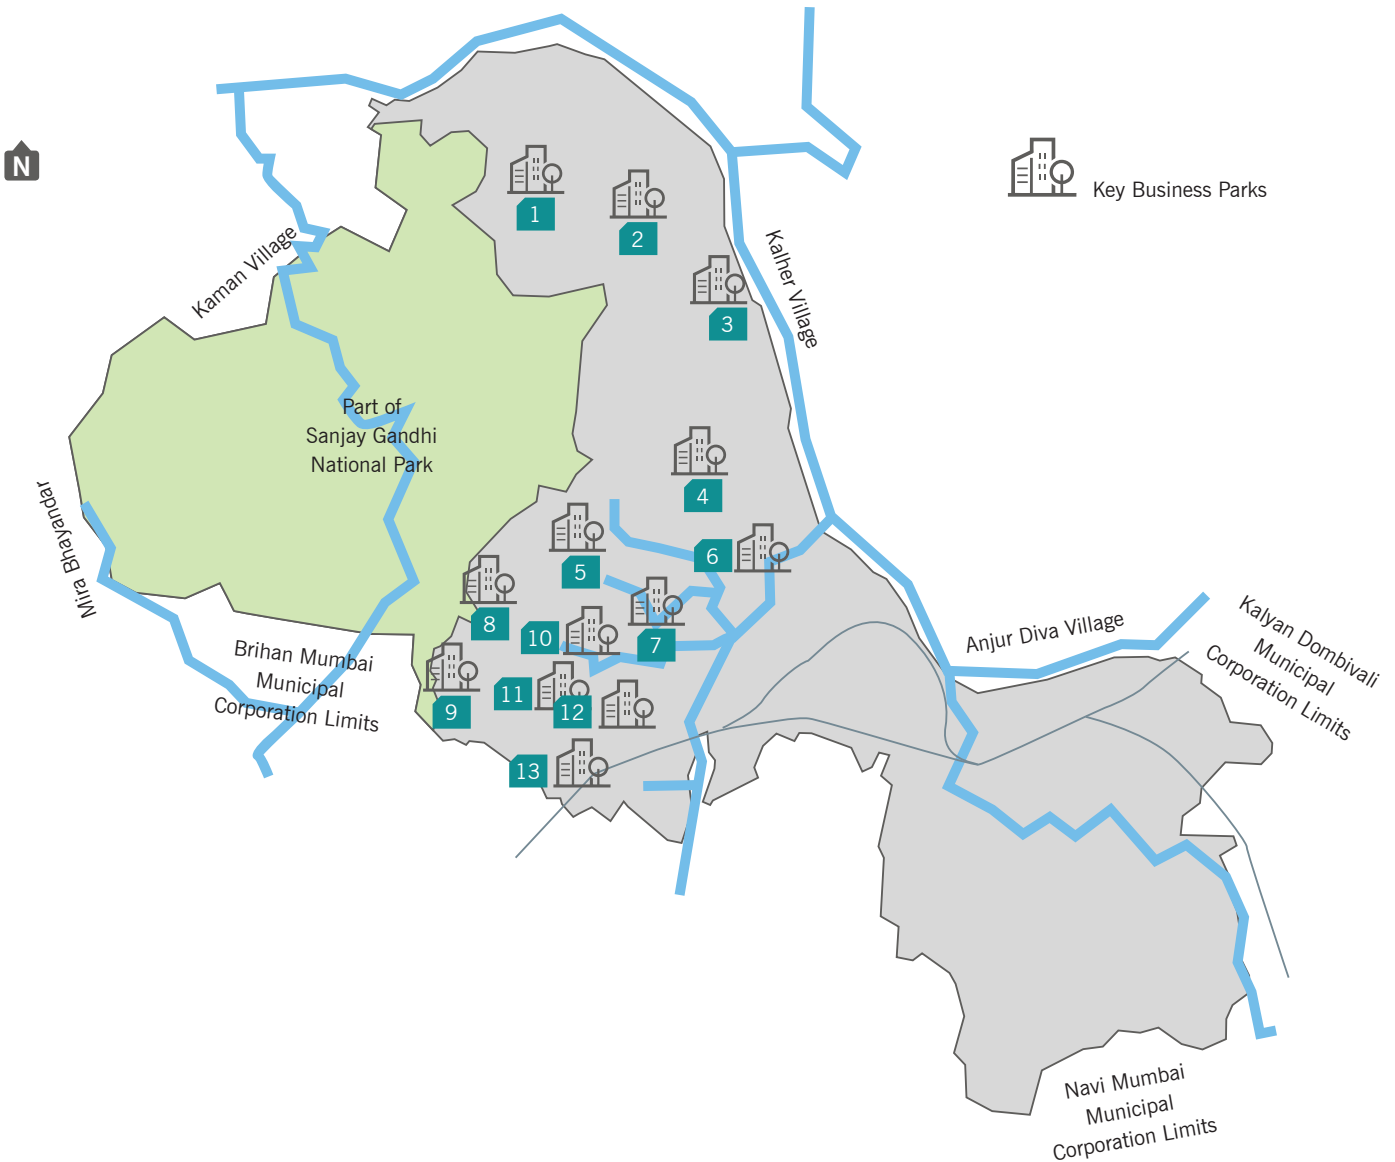 N
Key Business Parks
1
2
3
Kaman Village
Kalher Village
Part of
Sanjay Gandhi
National Park
4
Mira Bhayandar
5
6
7
8
9
10
11
12
13
Brihan Mumbai
Municipal
Corporation Limits
Anjur Diva Village
Kalyan Dombivali
Municipal
Corporation Limits
Navi Mumbai
Municipal
Corporation Limits